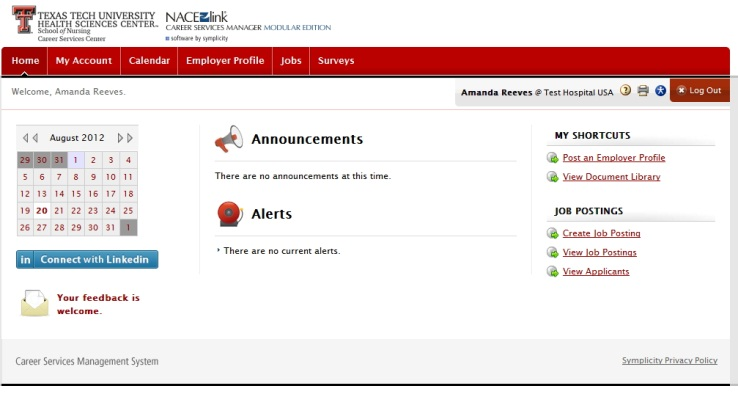 TEXAS TECH UNIVERSITY
HEALTH SCIENCES CENTER™
School of Nursing
Career Services Center
NACElink
CAREER SERVICES MANAGER MODULAR EDITION
software by symplicity
Home My Account Calendar Employer Profile Jobs Surveys
Welcome, Amanda Reeves.
Amanda Reeves @ Test Hospital USA ? Log Out
August 2012
29 30 31 1 2 3 4
5 6 7 8 9 10 11
12 13 14 15 16 17 18
19 20 21 22 23 24 25
26 27 28 29 30 31 1
in Connect with Linkedin
Your feedback is
welcome.
Announcements
There are no announcements at this time.
Alerts
There are no current alerts.
MY SHORTCUTS
Post an Employer Profile
View Document Library
JOB POSTINGS
Create Job Posting
View Job Postings
View Applicants
Career Services Management System
Symplicity Privacy Policy